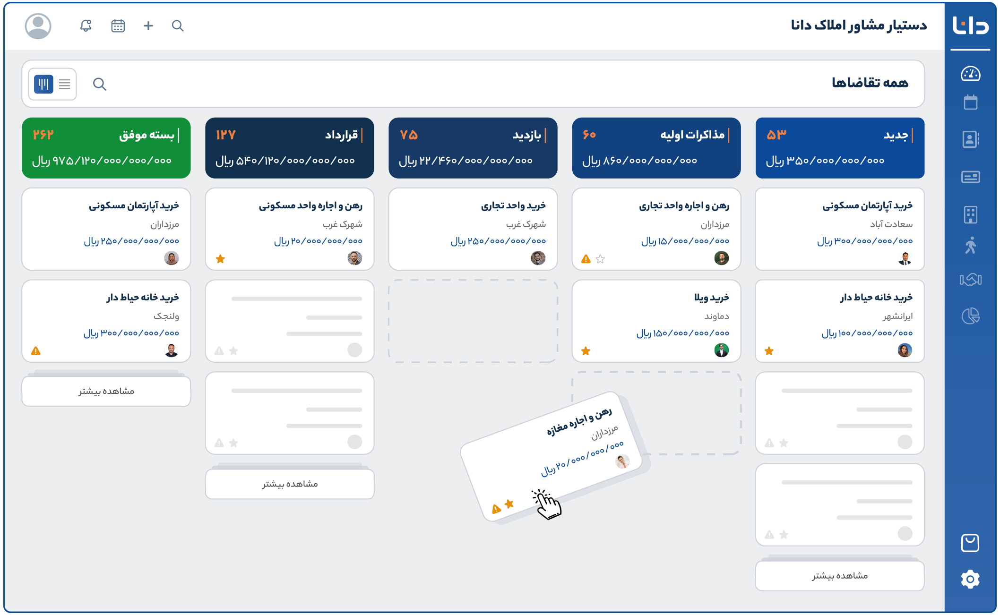 دانا
دستیار مشاور املاک دانا
همه تقاضاها
جدید
۵۳
۳۵۰/۰۰۰/۰۰۰/۰۰۰ ریال
خرید آپارتمان مسکونی
سعادت آباد
۳۰۰/۰۰۰/۰۰۰/۰۰۰ ریال
خرید خانه حیاط دار
ایرانشهر
۱۰۰/۰۰۰/۰۰۰/۰۰۰ ریال
مشاهده بیشتر
مذاکرات اولیه
۶۰
۸۶۰/۰۰۰/۰۰۰/۰۰۰ ریال
رهن و اجاره واحد تجاری
مرزداران
۱۵/۰۰۰/۰۰۰/۰۰۰ ریال
خرید ویلا
دماوند
۱۵۰/۰۰۰/۰۰۰/۰۰۰ ریال
رهن و اجاره مغازه
مرزداران
۲۰/۰۰۰/۰۰۰/۰۰۰ ریال
بازدید
۷۵
۲۲/۴۶۰/۰۰۰/۰۰۰/۰۰۰ ریال
خرید واحد تجاری
شهرک غرب
۲۵۰/۰۰۰/۰۰۰/۰۰۰ ریال
قرارداد
۱۲۷
۵۴۰/۱۲۰/۰۰۰/۰۰۰/۰۰۰ ریال
رهن و اجاره واحد مسکونی
شهرک غرب
۲۰/۰۰۰/۰۰۰/۰۰۰ ریال
مشاهده بیشتر
بسته موفق
۲۶۲
۹۷۵/۱۲۰/۰۰۰/۰۰۰/۰۰۰ ریال
خرید آپارتمان مسکونی
مرزداران
۲۵۰/۰۰۰/۰۰۰/۰۰۰ ریال
خرید خانه حیاط دار
ولنجک
۳۰۰/۰۰۰/۰۰۰/۰۰۰ ریال
مشاهده بیشتر